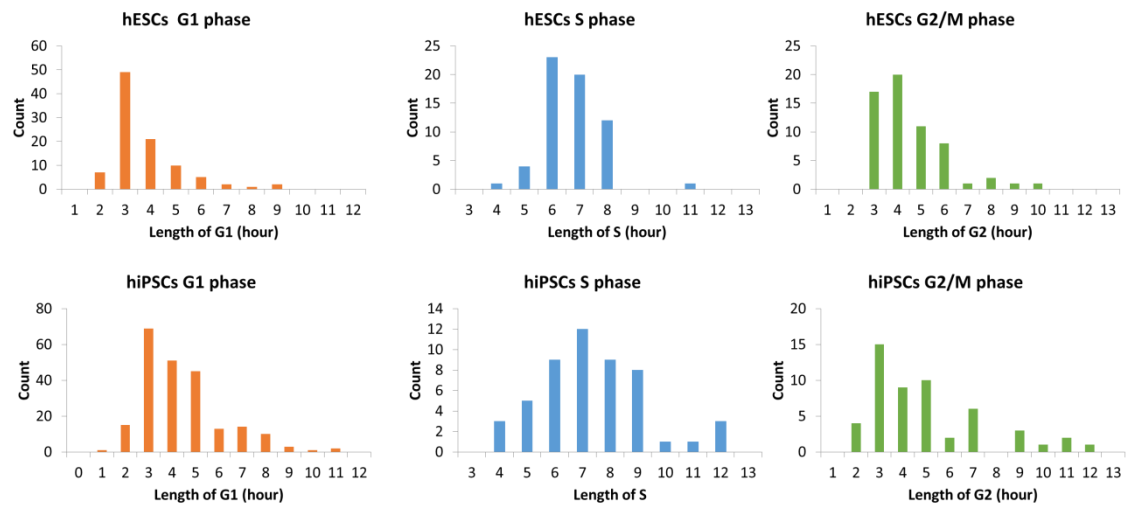 hESCs G1 phase
60
50
40
30
20
10
0
Count
1 2 3 4 5 6 7 8 9 10 11 12
Length of G1 (hour)
hESCs S phase
25
20
15
10
5
0
Count
3 4 5 6 7 8 9 10 11 12 13
Length of S (hour)
hESCs G2/M phase
25
20
15
10
5
0
Count
1 2 3 4 5 6 7 8 9 10 11 12 13
Length of G2 (hour)
hiPSCs G1 phase
80
60
40
20
0
Count
0 1 2 3 4 5 6 7 8 9 10 11 12
Length of G1 (hour)
hiPSCs S phase
14
12
10
8
6
4
2
0
Count
3 4 5 6 7 8 9 10 11 12 13
Length of S
hiPSCs G2/M phase
20
15
10
5
0
Count
1 2 3 4 5 6 7 8 9 10 11 12 13
Length of G2 (hour)